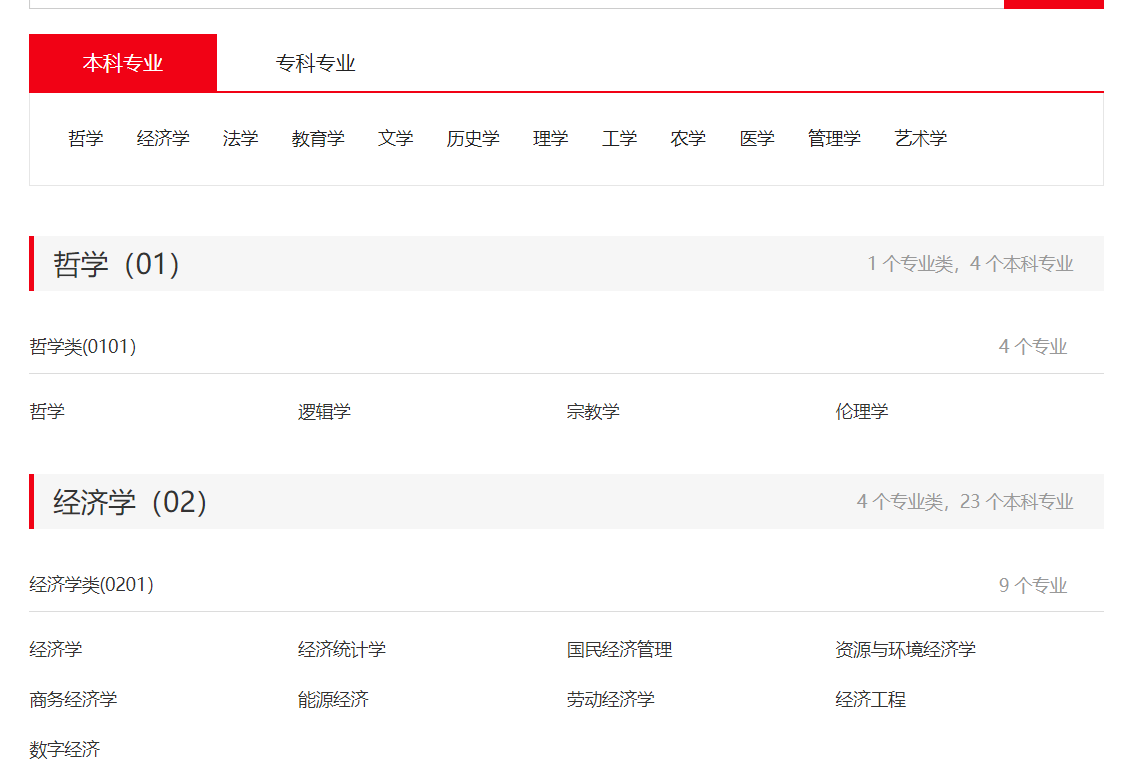 本科专业 专科专业
哲学 经济学 法学 教育学 文学 历史学 理学 工学 农学 医学 管理学 艺术学
哲学（01） 1 个专业类，4 个本科专业
哲学类(0101) 4 个专业
哲学 逻辑学 宗教学 伦理学
经济学（02） 4 个专业类，23 个本科专业
经济学类(0201) 9 个专业
经济学 经济统计学 国民经济管理 资源与环境经济学
商务经济学 能源经济 劳动经济学 经济工程
数字经济